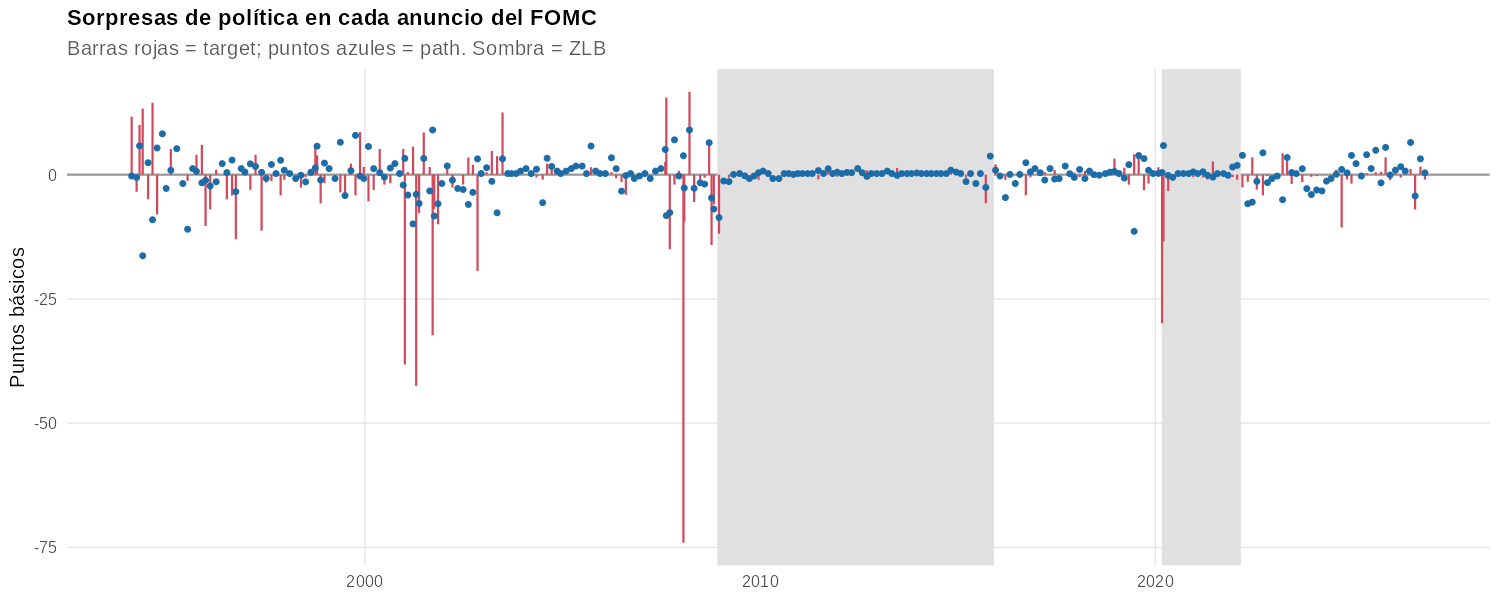 Sorpresas de política en cada anuncio del FOMC
Barras rojas = target; puntos azules = path. Sombra = ZLB
Puntos básicos
0
-25
-50
-75
2000
2010
2020